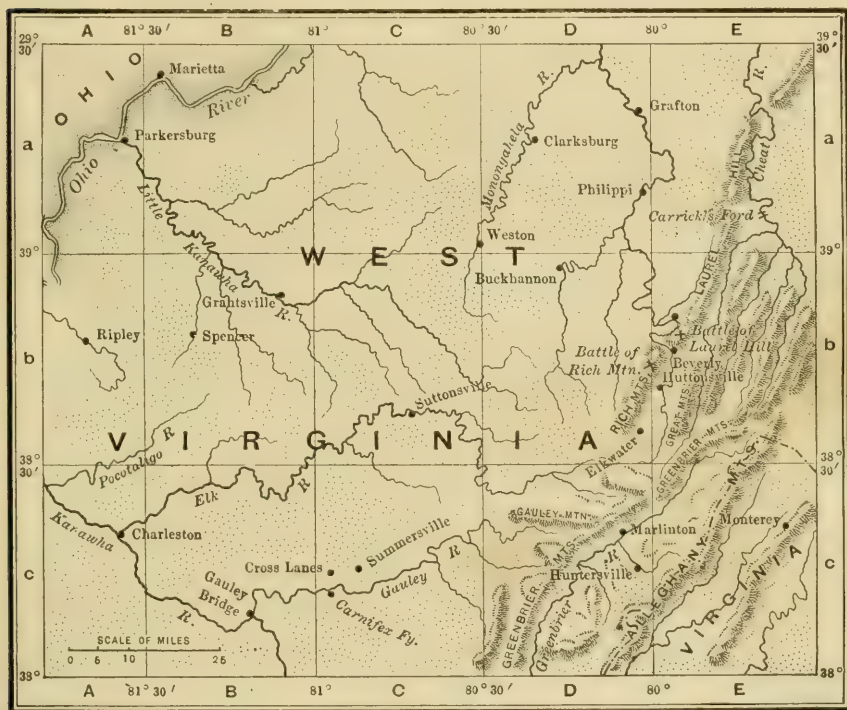 A 81° 30′ B 81° C 80° 30′ D 80° E
39° 30′
39° 30′
OHIO
Marietta
River
Parkersburg
Ohio
a
a
Little
Kanawha
R.
Mononyahela
R.
Grafton
Clarksburg
Philippi
Carrick's Ford
HILL
LAUREL
Cheat
R.
39°
39°
Weston
WEST
Buckhannon
Grantsville
Ripley
Spencer
b
b
Battle of
Laurel Hill
Battle of
Rich Mtn.
Beverly
Huttonsville
RICH MTS.
GREAT MTS.
Suttonsville
VIRGINIA
Elkwater
GREENBRIER MTS.
38° 30′
38° 30′
Pocotaligo R
Elk
R
Karawha
R.
Charleston
GAULEY MTN.
Marlinton
Monterey
Summersville
Cross Lanes
Gauley R
Huntersville
c
c
Gauley
Bridge
Carnifex Fy.
GREENBRIER MTS.
Greenbrier
R
ALLEGHANY MTS.
VIRGINIA
SCALE OF MILES
0 5 10 25
38°
38°
A 81° 30′ B 81° C 80° 30′ D 80° E